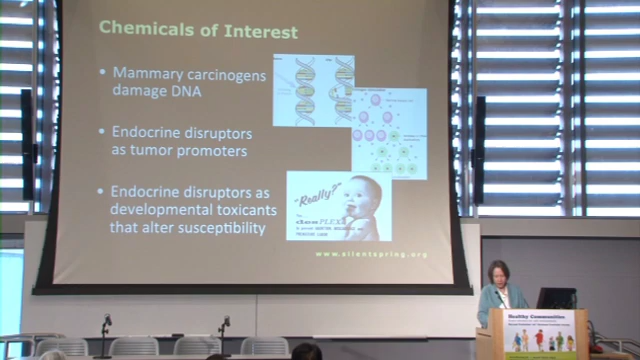 Chemicals of Interest
• Mammary carcinogens
damage DNA
• Endocrine disruptors
as tumor promoters
• Endocrine disruptors as
developmental toxicants
that alter susceptibility
"Really?"
www.silentspring.org
Healthy Communities